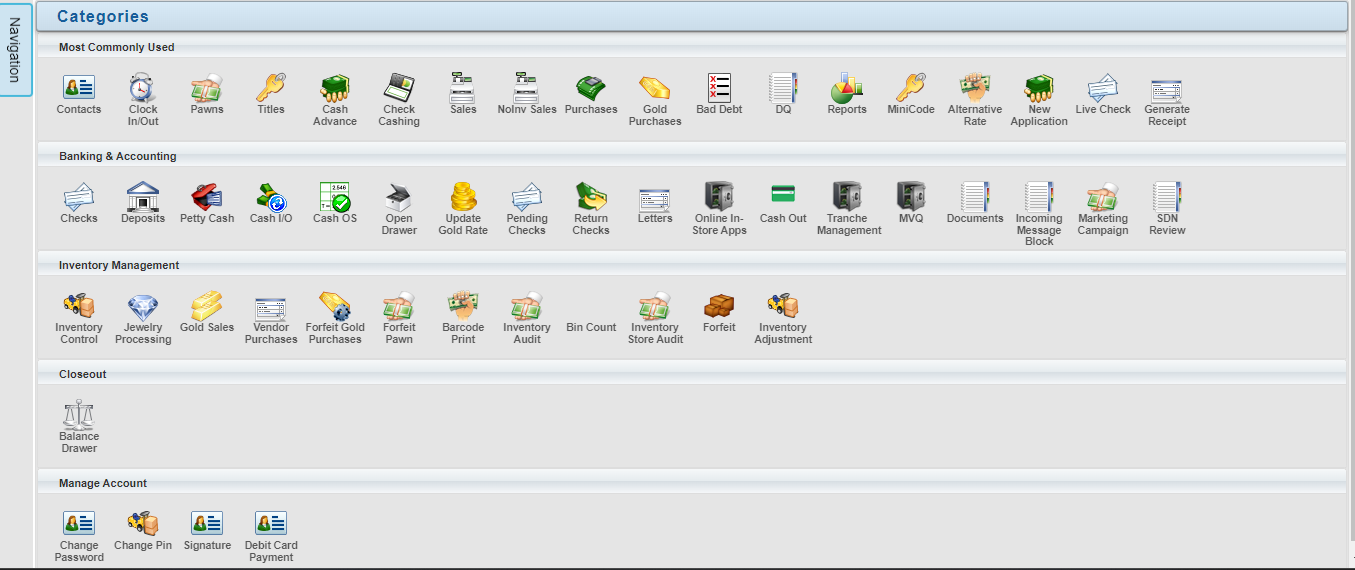 Navigation
Categories
Most Commonly Used
Contacts
Clock
In/Out
Pawns
Titles
Cash
Advance
Check
Cashing
Sales
NoInv Sales
Purchases
Gold
Purchases
Bad Debt
DQ
Reports
MiniCode
Alternative
Rate
New
Application
Live Check
Generate
Receipt
Banking & Accounting
Checks
Deposits
Petty Cash
Cash I/O
2.546
Cash OS
Open
Drawer
Update
Gold Rate
Pending
Checks
Return
Checks
Letters
Online In-
Store Apps
Cash Out
Tranche
Management
MVQ
Documents
Incoming
Message
Block
Marketing
Campaign
SDN
Review
Inventory Management
Inventory
Control
Jewelry
Processing
Gold Sales
Vendor
Purchases
Forfeit Gold
Purchases
Forfeit
Pawn
Barcode
Print
Inventory
Audit
Bin Count
Inventory
Store Audit
Forfeit
Inventory
Adjustment
Closeout
Balance
Drawer
Manage Account
Change
Password
Change Pin
Signature
Debit Card
Payment